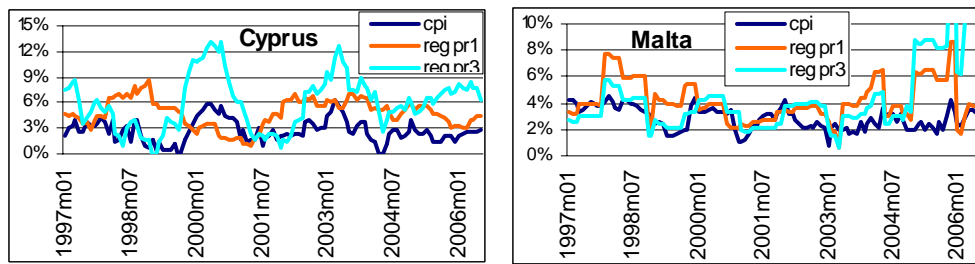 Cyprus
cpi
reg pr1
reg pr3
15%
12%
9%
6%
3%
0%
1997m01
1998m07
2000m01
2001m07
2003m01
2004m07
2006m01
Malta
cpi
reg pr1
reg pr3
10%
8%
6%
4%
2%
0%
1997m01
1998m07
2000m01
2001m07
2003m01
2004m07
2006m01